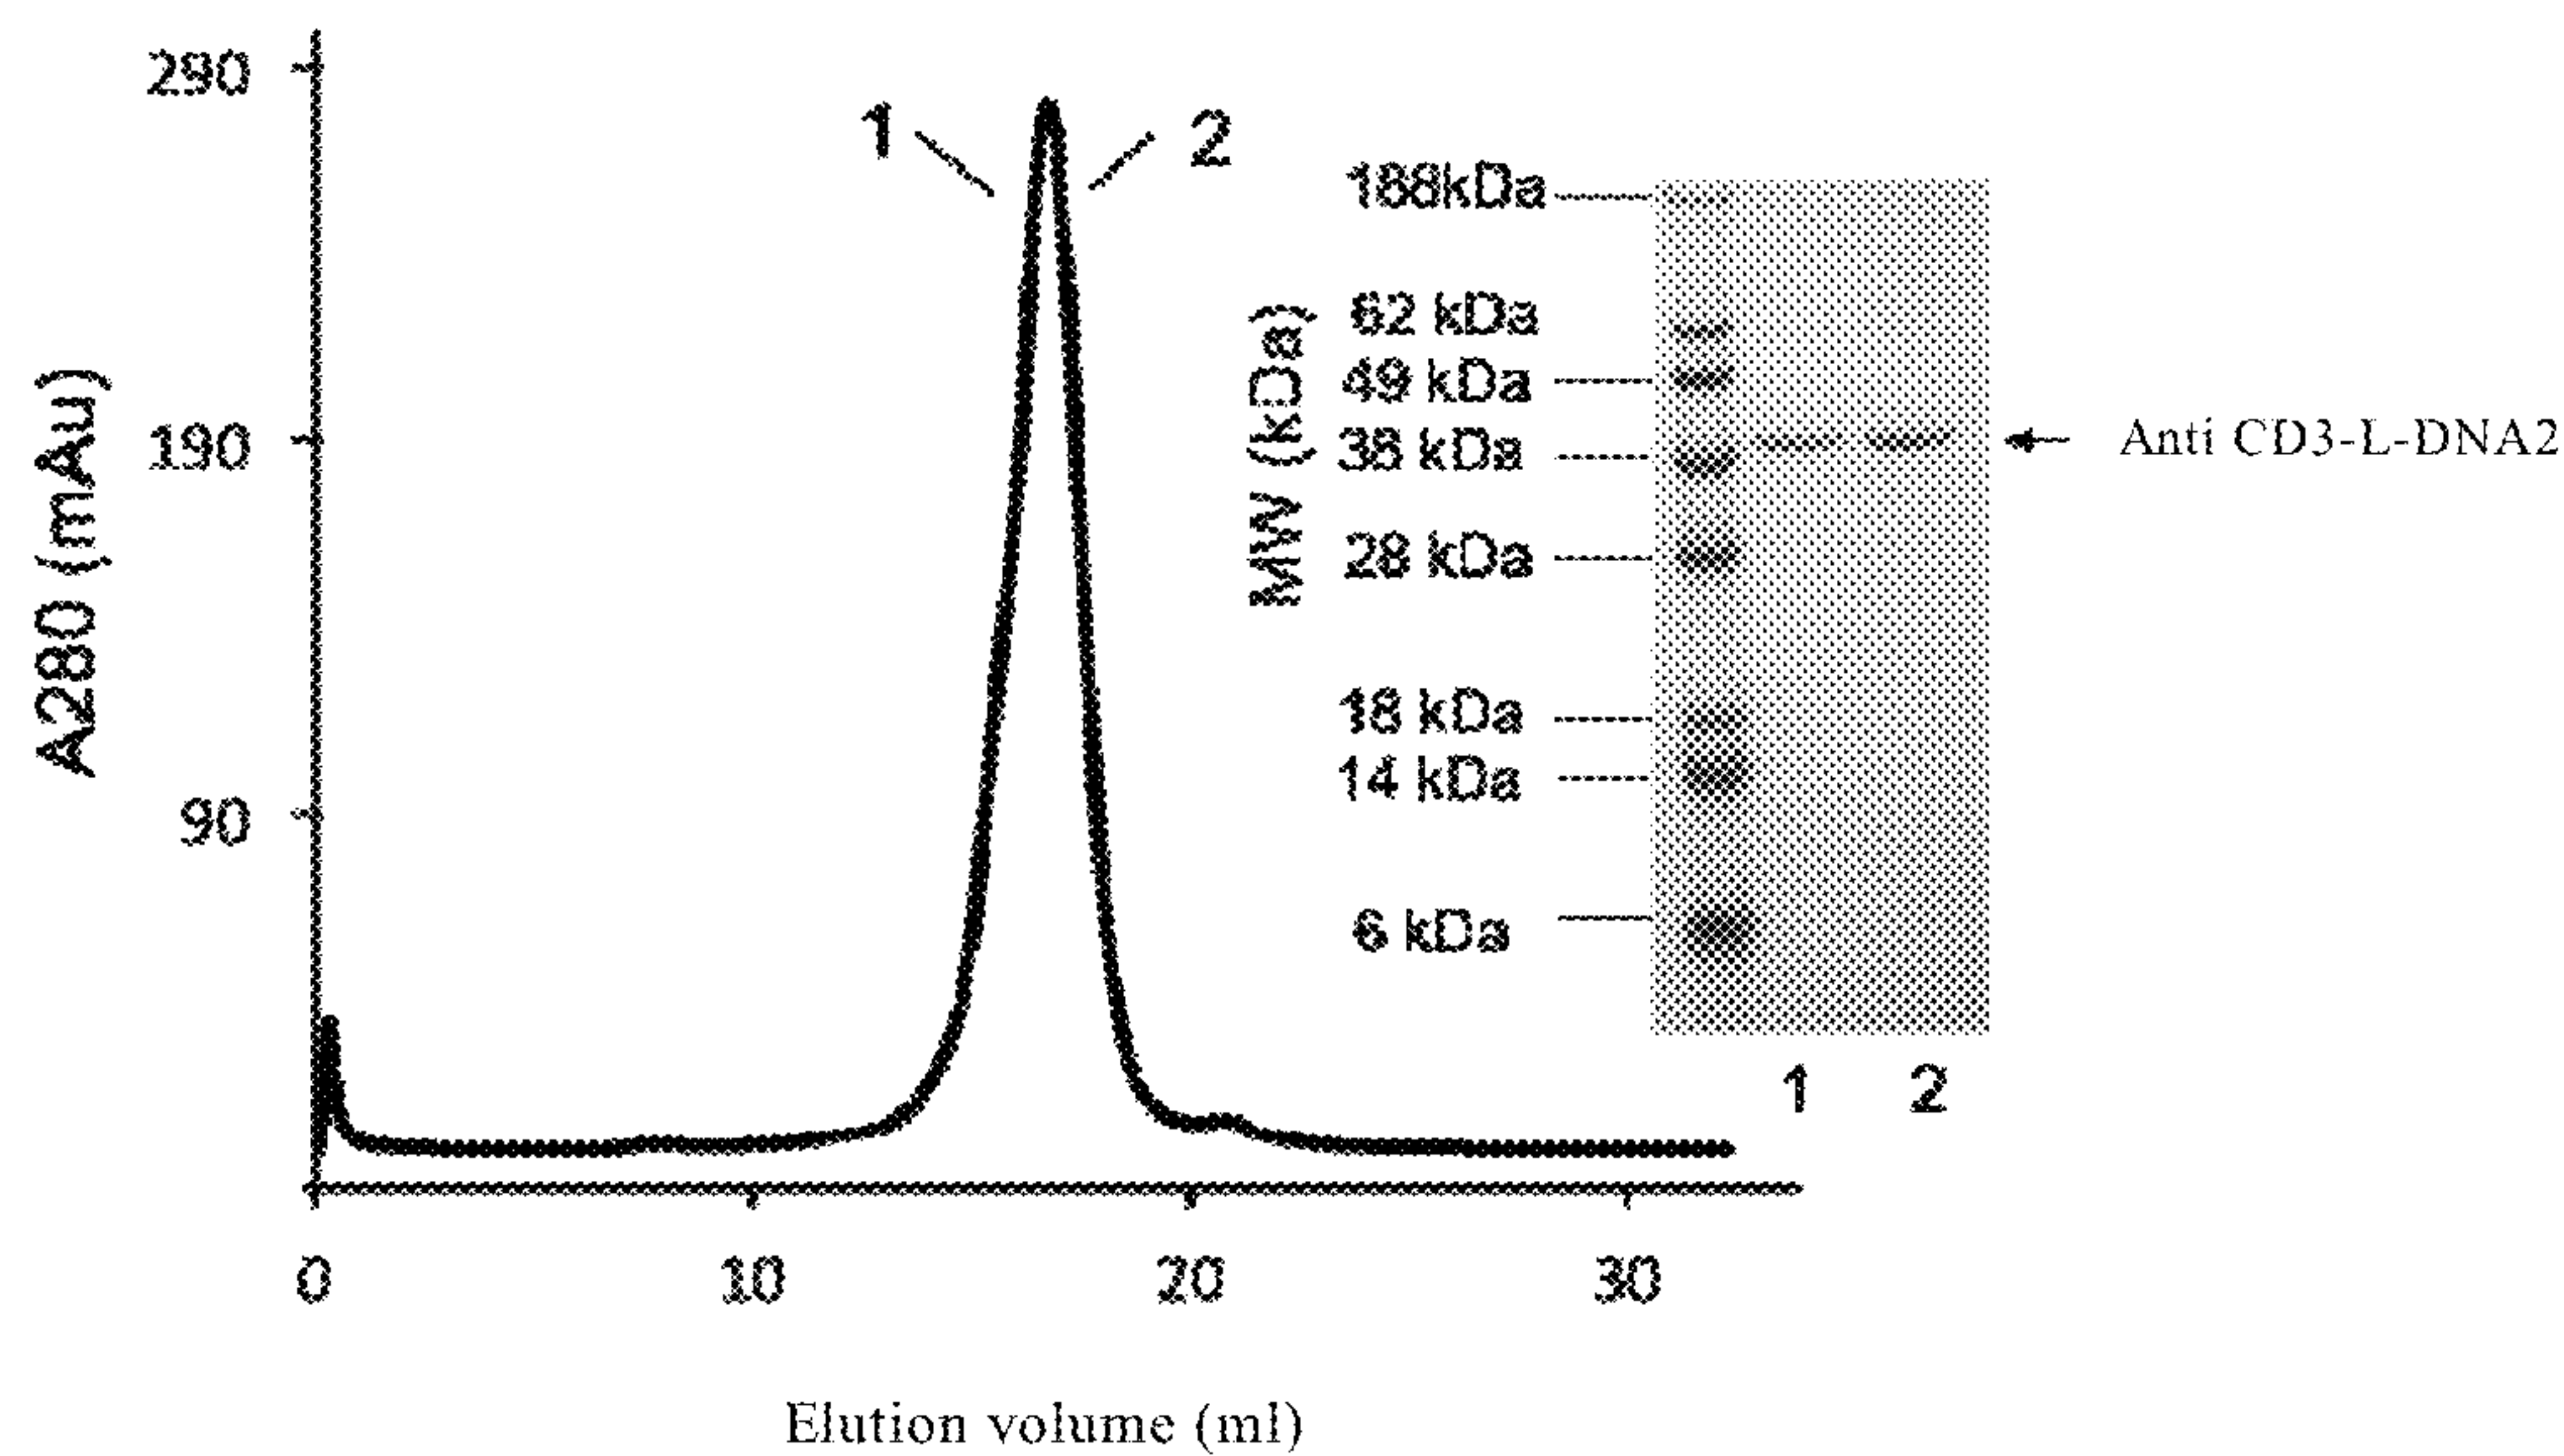 290
190
90
A280 (mAu)
1
2
0
10
20
30
Elution volume (ml)
MW (kDa)
188kDa
62 kDa
49 kDa
38 kDa
28 kDa
18 kDa
14 kDa
6 kDa
1
2
Anti CD3-L-DNA2